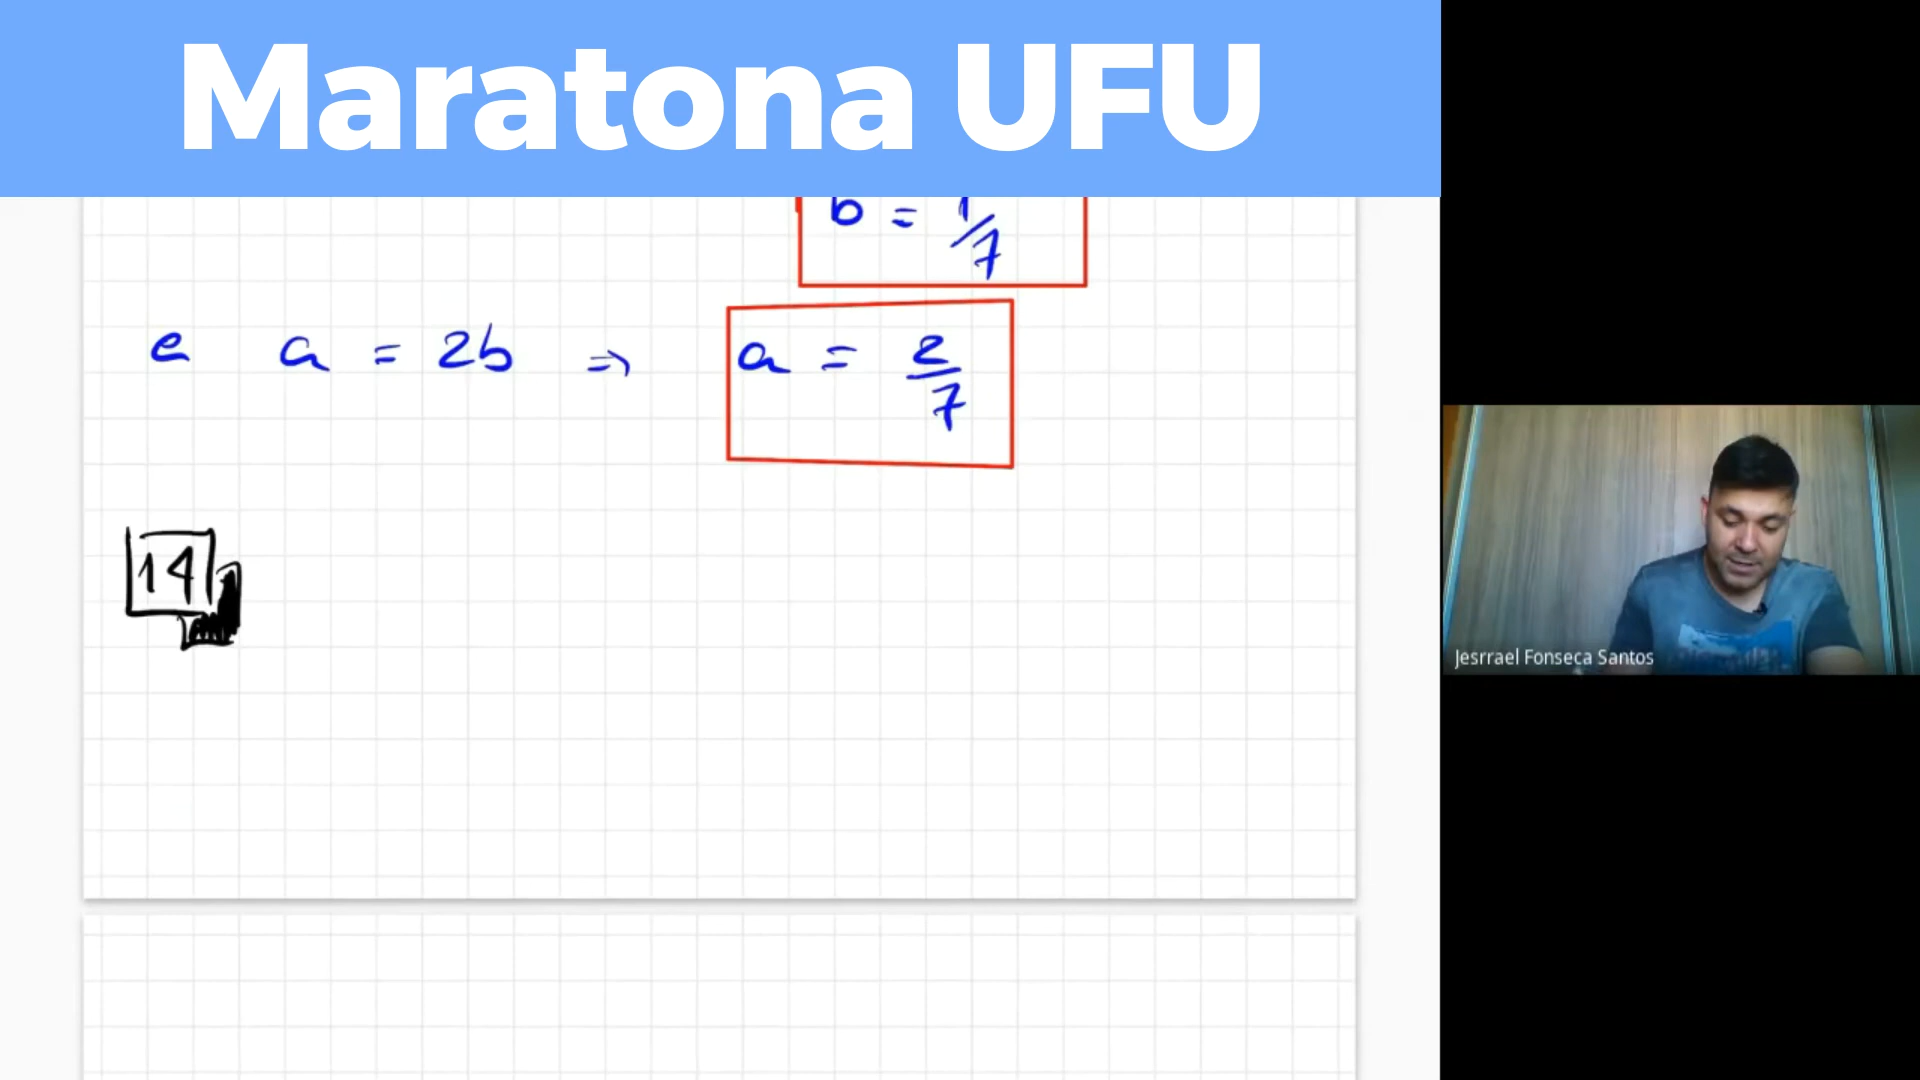 Maratona UFU
b = 1/7
e a = 2b => a = 2/7
14
Jesrrael Fonseca Santos